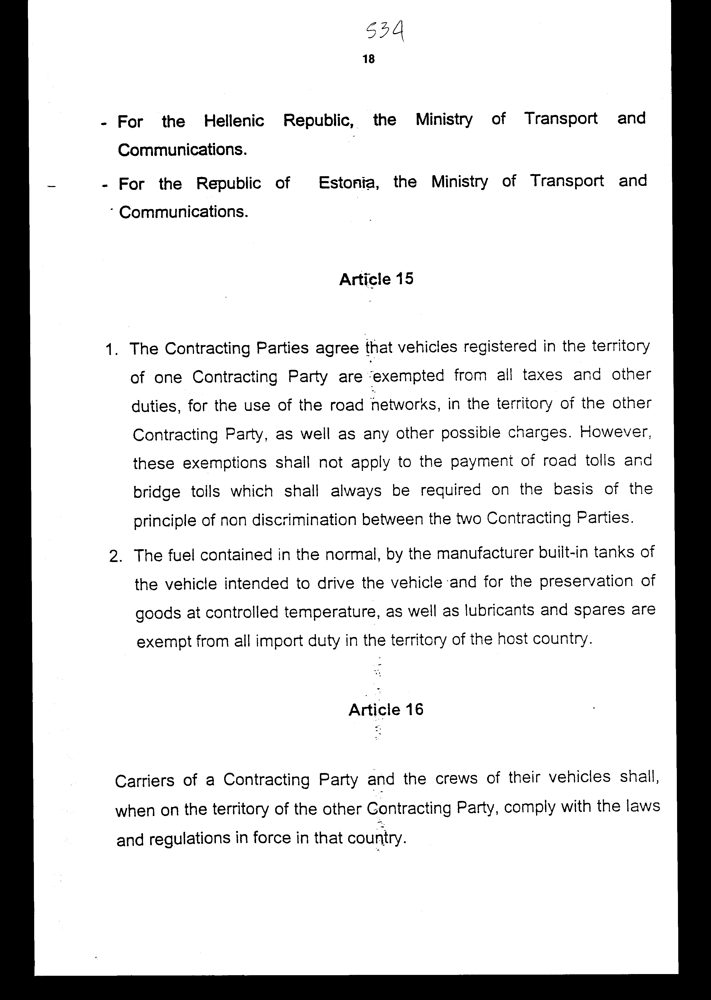 534
18
- For the Hellenic Republic, the Ministry of Transport and
Communications.
- For the Republic of Estonia, the Ministry of Transport and
Communications.
Article 15
1. The Contracting Parties agree that vehicles registered in the territory
of one Contracting Party are exempted from all taxes and other
duties, for the use of the road networks, in the territory of the other
Contracting Party, as well as any other possible charges. However,
these exemptions shall not apply to the payment of road tolls and
bridge tolls which shall always be required on the basis of the
principle of non discrimination between the two Contracting Parties.
2. The fuel contained in the normal, by the manufacturer built-in tanks of
the vehicle intended to drive the vehicle and for the preservation of
goods at controlled temperature, as well as lubricants and spares are
exempt from all import duty in the territory of the host country.
Article 16
Carriers of a Contracting Party and the crews of their vehicles shall,
when on the territory of the other Contracting Party, comply with the laws
and regulations in force in that country.